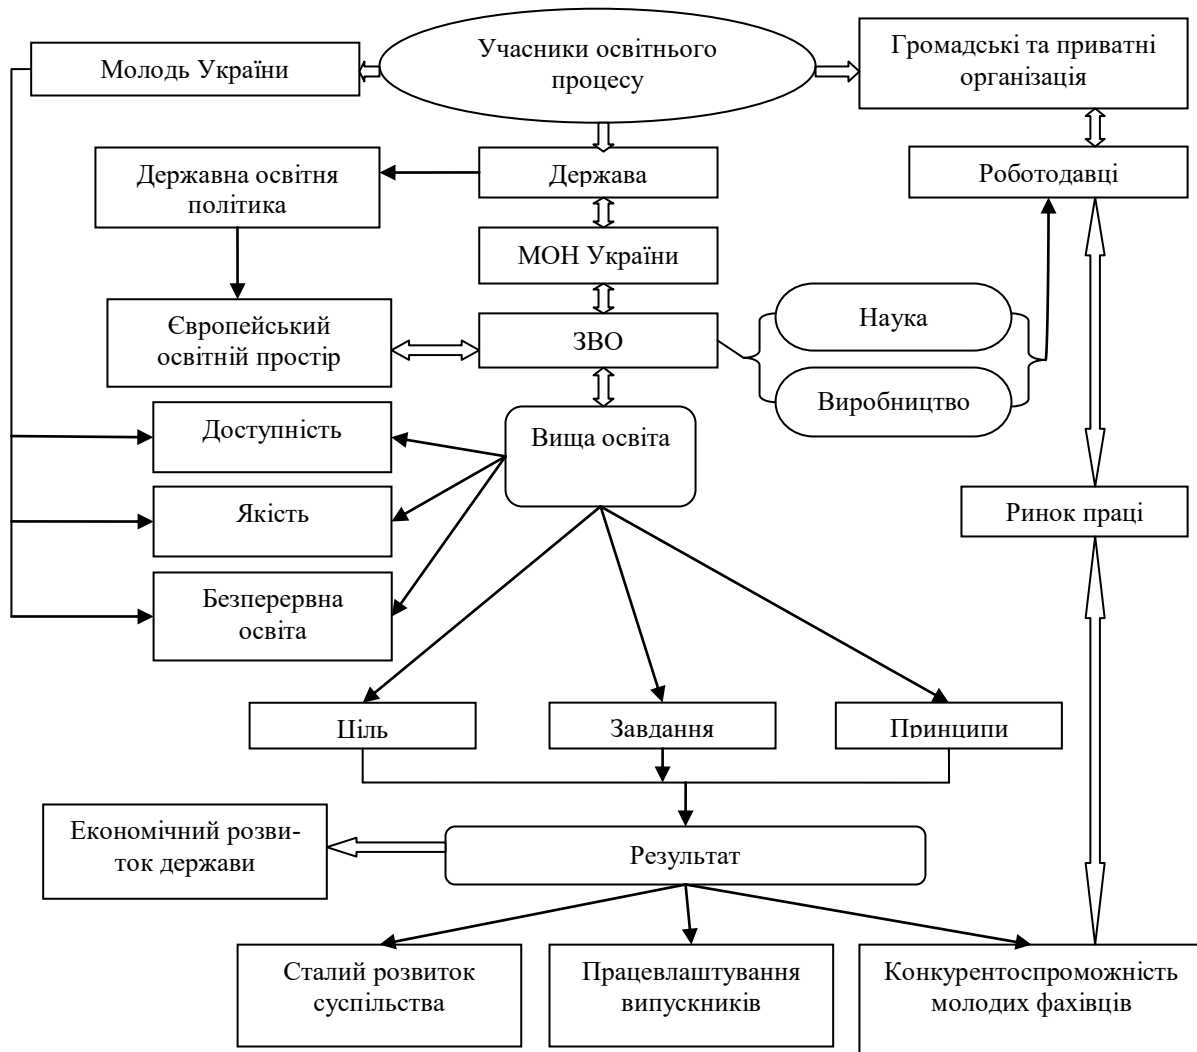 Учасники освітнього
процесу
Молодь України
Громадські та приватні
організація
Державна освітня
політика
Держава
Роботодавці
МОН України
Європейський
освітній простір
ЗВО
Наука
Виробництво
Доступність
Вища освіта
Якість
Ринок праці
Безперервна
освіта
Ціль
Завдання
Принципи
Економічний розви-
ток держави
Результат
Сталий розвиток
суспільства
Працевлаштування
випускників
Конкурентоспроможність
молодих фахівців